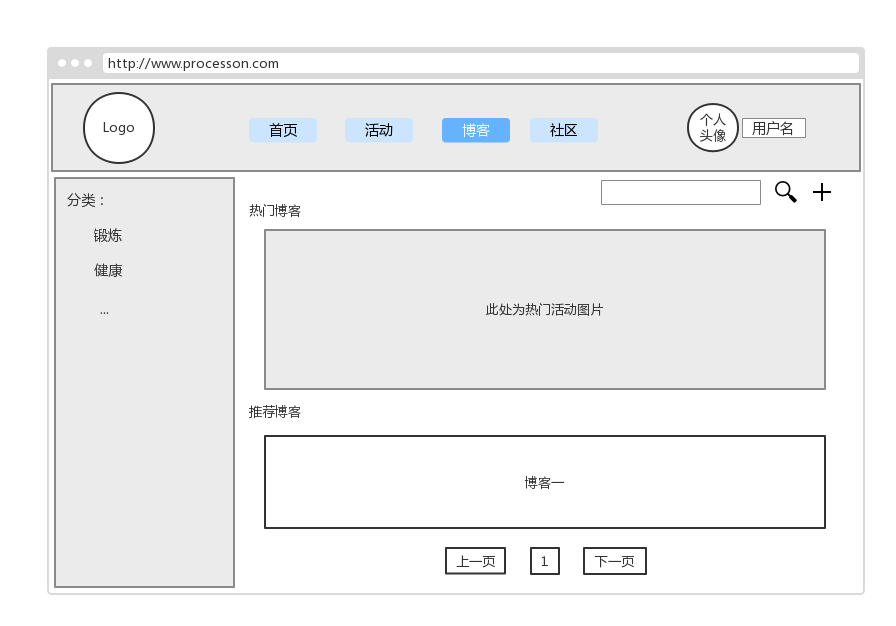 http://www.processon.com
Logo
首页
活动
博客
社区
个人
头像
用户名
分类：
锻炼
健康
...
热门博客
此处为热门活动图片
推荐博客
博客一
上一页
1
下一页